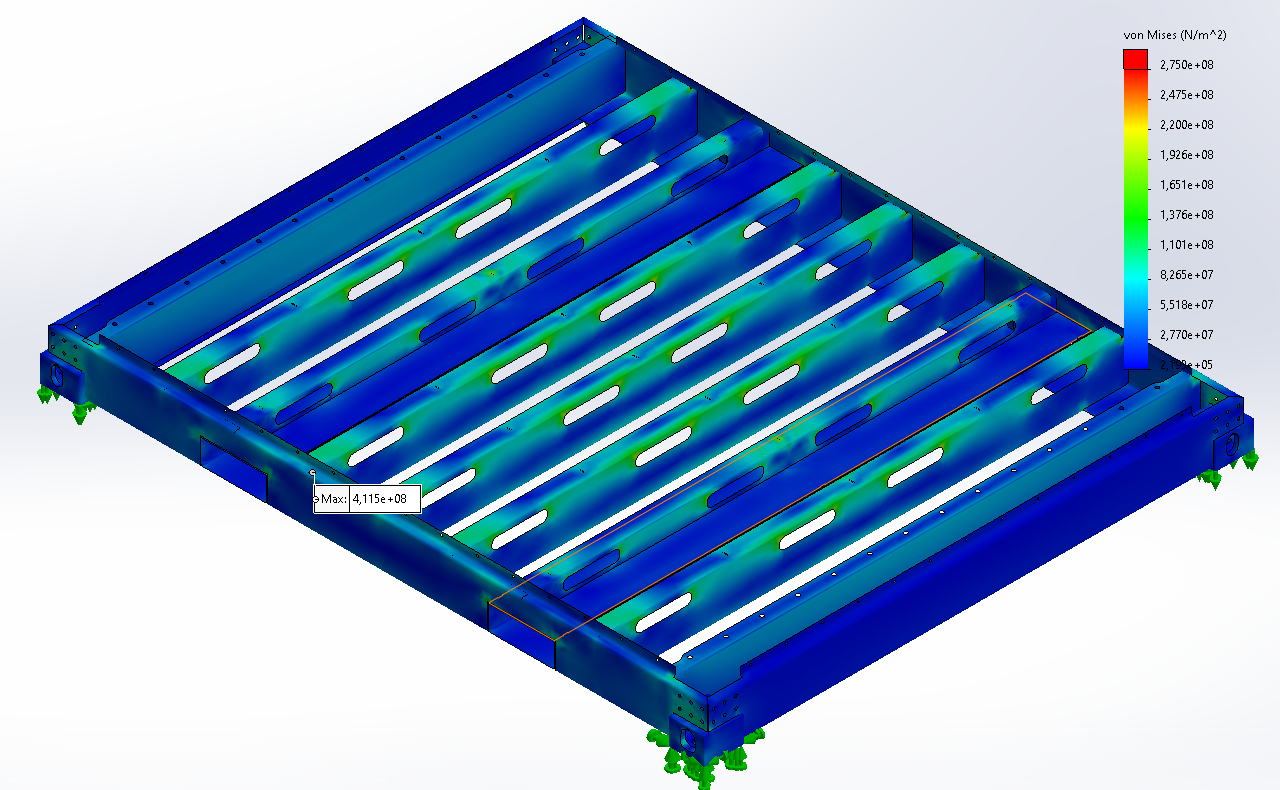 von Mises (N/m^2)
2,750e+08
2,475e+08
2,200e+08
1,926e+08
1,651e+08
1,376e+08
1,101e+08
8,265e+07
5,518e+07
2,770e+07
Max: 4,115e+08